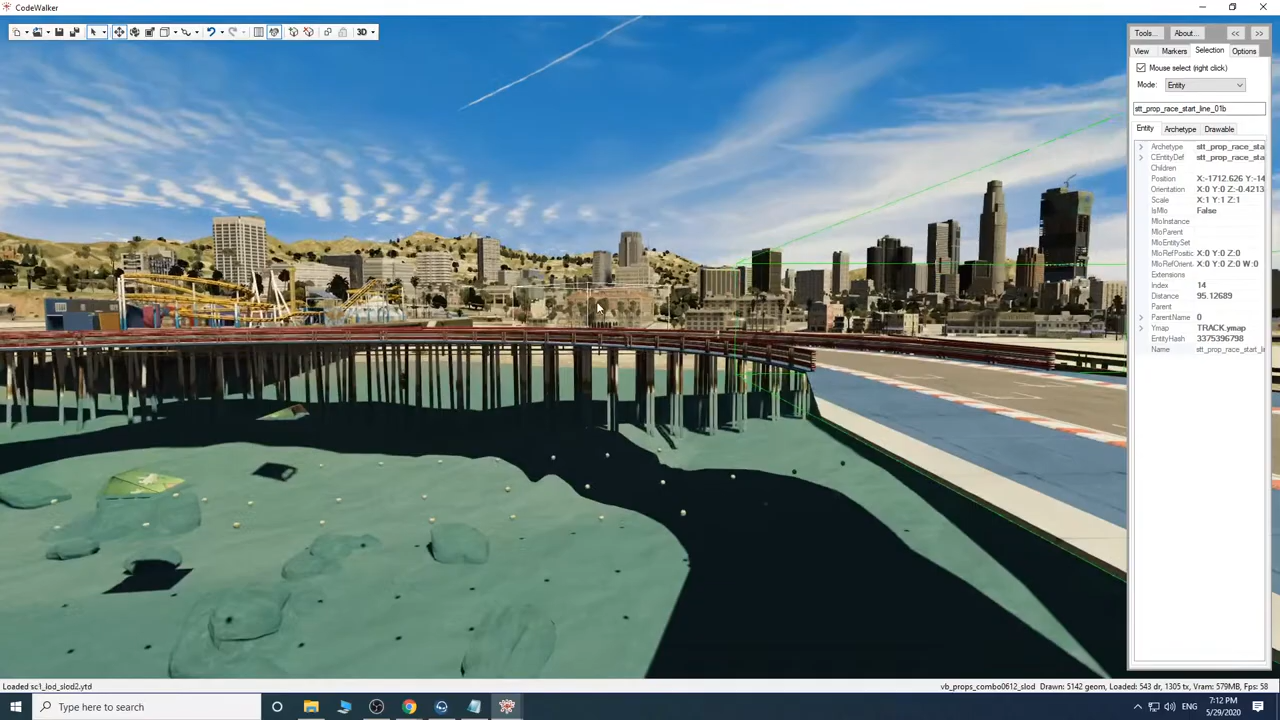 CodeWalker
3D
Tools... About... << >>
View Markers Selection Options
Mouse select (right click)
Mode: Entity
stt_prop_race_start_line_01b
Entity Archetype Drawable
Archetype stt_prop_race_sta
CEntityDef stt_prop_race_sta
Children
Position X:-1712.626 Y:-14
Orientation X:0 Y:0 Z:-0.4213
Scale X:1 Y:1 Z:1
IsMlo False
MloInstance
MloParent
MloEntitySet
MloRefPositic X:0 Y:0 Z:0
MloRefOrient. X:0 Y:0 Z:0 W:0
Extensions
Index 14
Distance 95.12689
Parent
ParentName 0
Ymap TRACK.ymap
EntityHash 3375396798
Name stt_prop_race_start_li
Loaded sc1_lod_slod2.ytd
vb_props_combo0612_slod Drawn: 5142 geom, Loaded: 543 dr, 1305 tx, Vram: 579MB, Fps: 58
Type here to search
ENG
7:12 PM
5/29/2020